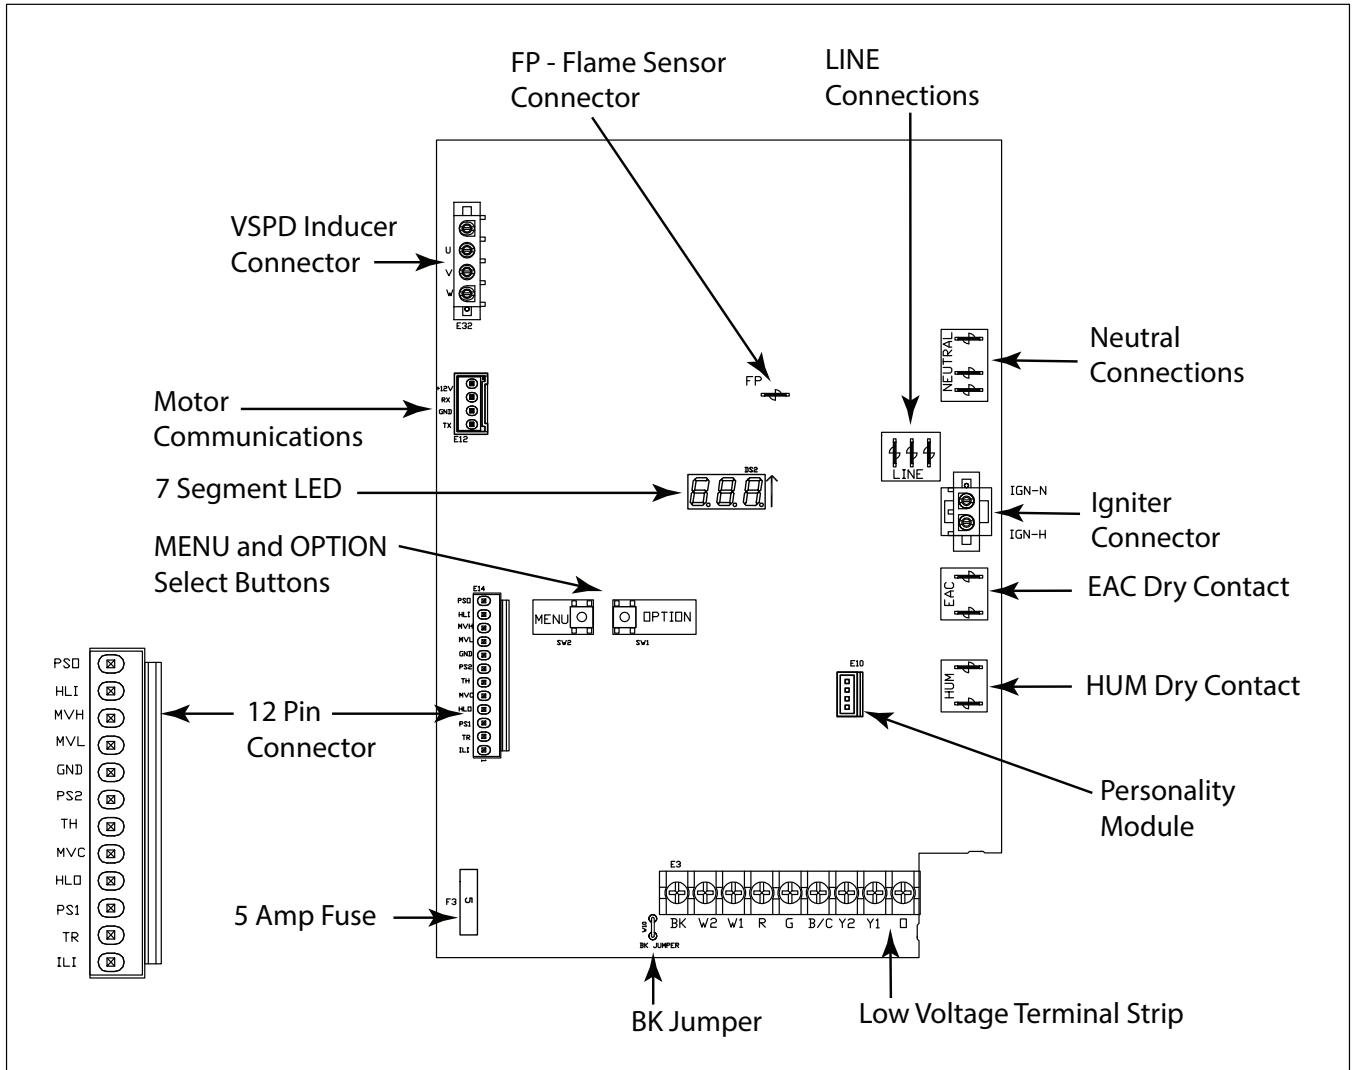 FP - Flame Sensor
Connector
LINE
Connections
VSPD Inducer
Connector
U
V
W
E32
Neutral
Connections
NEUTRAL
FP
Motor
Communications
+12V
RX
GND
TX
E12
LINE
7 Segment LED
DS2
8.8.8.
IGN-N
IGN-H
Igniter
Connector
MENU and OPTION
Select Buttons
MENU
SW2
OPTION
SW1
EAC
EAC Dry Contact
E14
PSO
HLI
MVH
MVL
GND
PS2
TH
MVC
HLO
PS1
TR
ILI
1
PSO
HLI
MVH
MVL
GND
PS2
TH
MVC
HLO
PS1
TR
ILI
12 Pin
Connector
E10
HUM
HUM Dry Contact
Personality
Module
5 Amp Fuse
F3
5
E3
BK W2 W1 R G B/C Y2 Y1 O
W10
BK JUMPER
BK Jumper
Low Voltage Terminal Strip